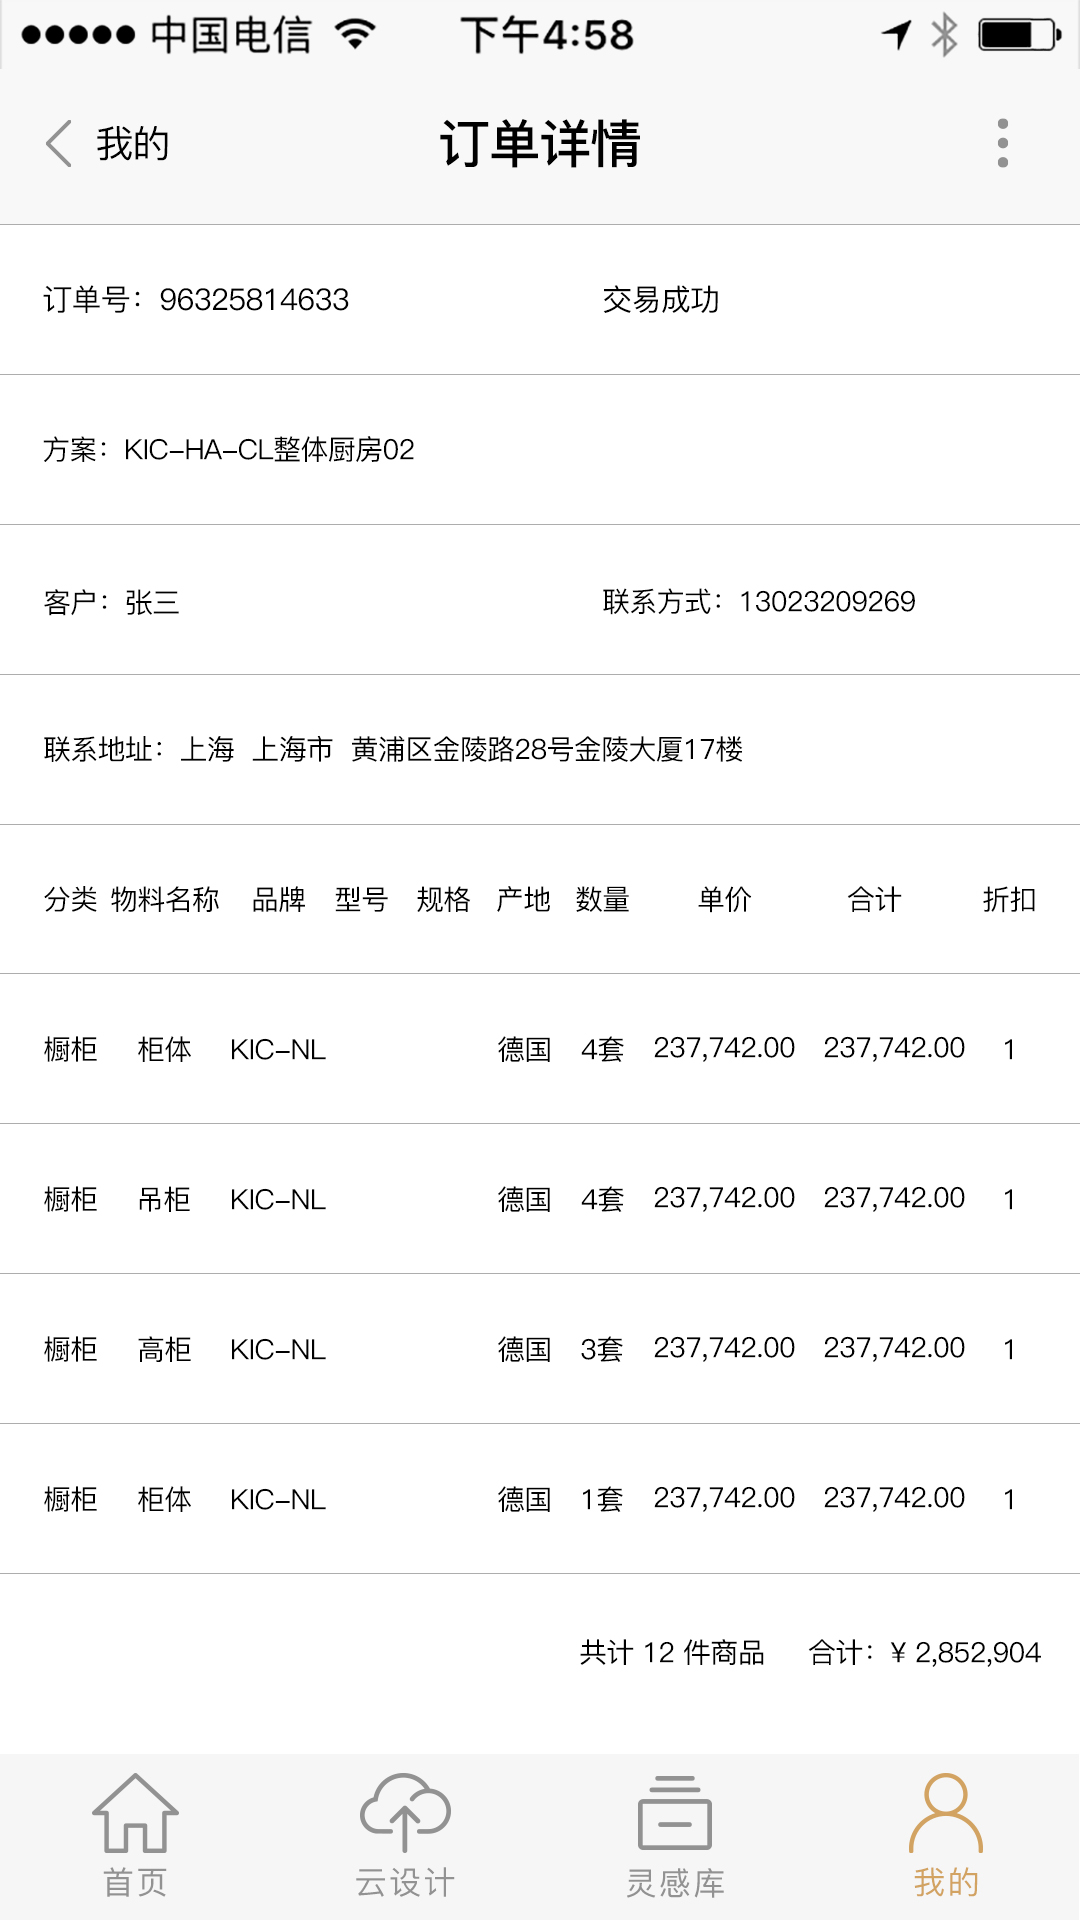 中国电信 下午4:58
我的 订单详情
订单号：96325814633 交易成功
方案：KIC-HA-CL整体厨房02
客户：张三 联系方式：13023209269
联系地址：上海 上海市 黄浦区金陵路28号金陵大厦17楼
分类 物料名称 品牌 型号 规格 产地 数量 单价 合计 折扣
橱柜 柜体 KIC-NL 德国 4套 237,742.00 237,742.00 1
橱柜 吊柜 KIC-NL 德国 4套 237,742.00 237,742.00 1
橱柜 高柜 KIC-NL 德国 3套 237,742.00 237,742.00 1
橱柜 柜体 KIC-NL 德国 1套 237,742.00 237,742.00 1
共计 12 件商品 合计：¥ 2,852,904
首页 云设计 灵感库 我的